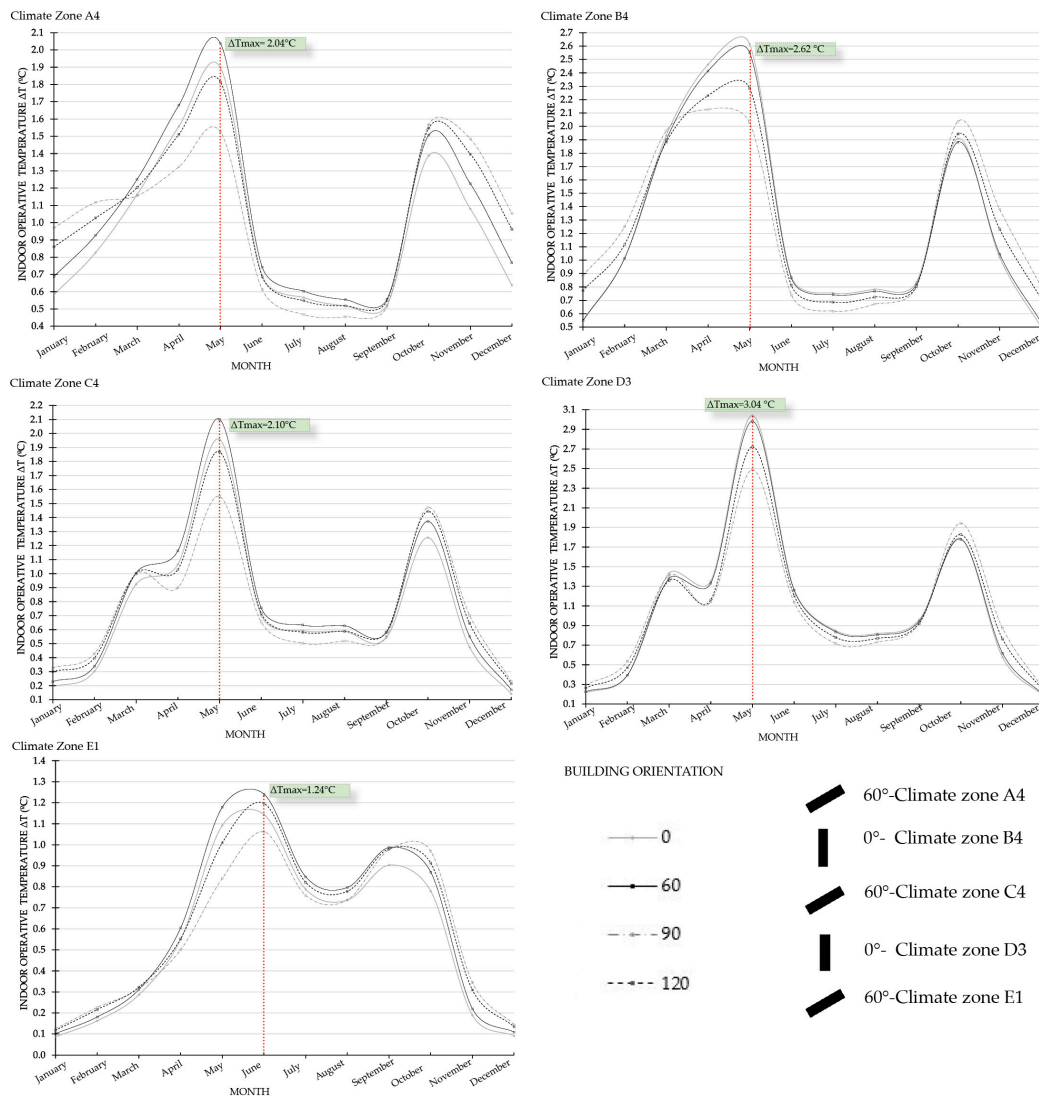 Climate Zone A4
INDOOR OPERATIVE TEMPERATURE ΔT (ºC)
2.1
2.0
1.9
1.8
1.7
1.6
1.5
1.4
1.3
1.2
1.1
1.0
0.9
0.8
0.7
0.6
0.5
0.4
ΔTmax= 2.04°C
January
February
March
April
May
June
July
August
September
October
November
December
MONTH
Climate Zone B4
INDOOR OPERATIVE TEMPERATURE ΔT (ºC)
2.7
2.6
2.5
2.4
2.3
2.2
2.1
2.0
1.9
1.8
1.7
1.6
1.5
1.4
1.3
1.2
1.1
1.0
0.9
0.8
0.7
0.6
0.5
ΔTmax=2.62 °C
January
February
March
April
May
June
July
August
September
October
November
December
MONTH
Climate Zone C4
INDOOR OPERATIVE TEMPERATURE ΔT (ºC)
2.2
2.1
2.0
1.9
1.8
1.7
1.6
1.5
1.4
1.3
1.2
1.1
1.0
0.9
0.8
0.7
0.6
0.5
0.4
0.3
0.2
0.1
ΔTmax=2.10°C
January
February
March
April
May
June
July
August
September
October
November
December
MONTH
Climate Zone D3
INDOOR OPERATIVE TEMPERATURE ΔT (ºC)
3.1
2.9
2.7
2.5
2.3
2.1
1.9
1.7
1.5
1.3
1.1
0.9
0.7
0.5
0.3
0.1
ΔTmax=3.04 °C
January
February
March
April
May
June
July
August
September
October
November
December
MONTH
Climate Zone E1
INDOOR OPERATIVE TEMPERATURE ΔT (ºC)
1.4
1.3
1.2
1.1
1.0
0.9
0.8
0.7
0.6
0.5
0.4
0.3
0.2
0.1
0.0
ΔTmax=1.24°C
January
February
March
April
May
June
July
August
September
October
November
December
MONTH
BUILDING ORIENTATION
0
60
90
120
60°-Climate zone A4
0°- Climate zone B4
60°-Climate zone C4
0°- Climate zone D3
60°-Climate zone E1